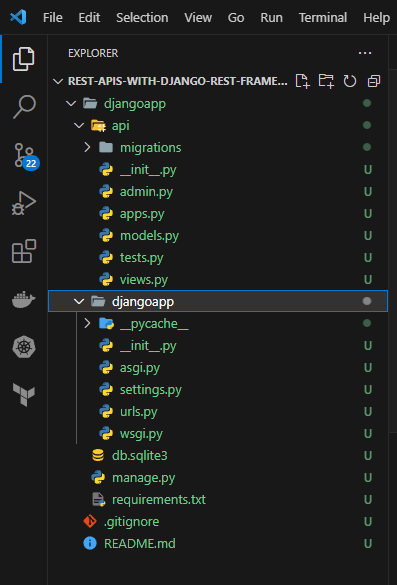 File Edit Selection View Go Run Terminal Help
EXPLORER ...
REST-APIS-WITH-DJANGO-REST-FRAME...
djangoapp
api
migrations
__init__.py U
admin.py U
apps.py U
models.py U
tests.py U
views.py U
djangoapp
__pycache__
__init__.py U
asgi.py U
settings.py U
urls.py U
wsgi.py U
db.sqlite3 U
manage.py U
requirements.txt U
.gitignore U
README.md U
22